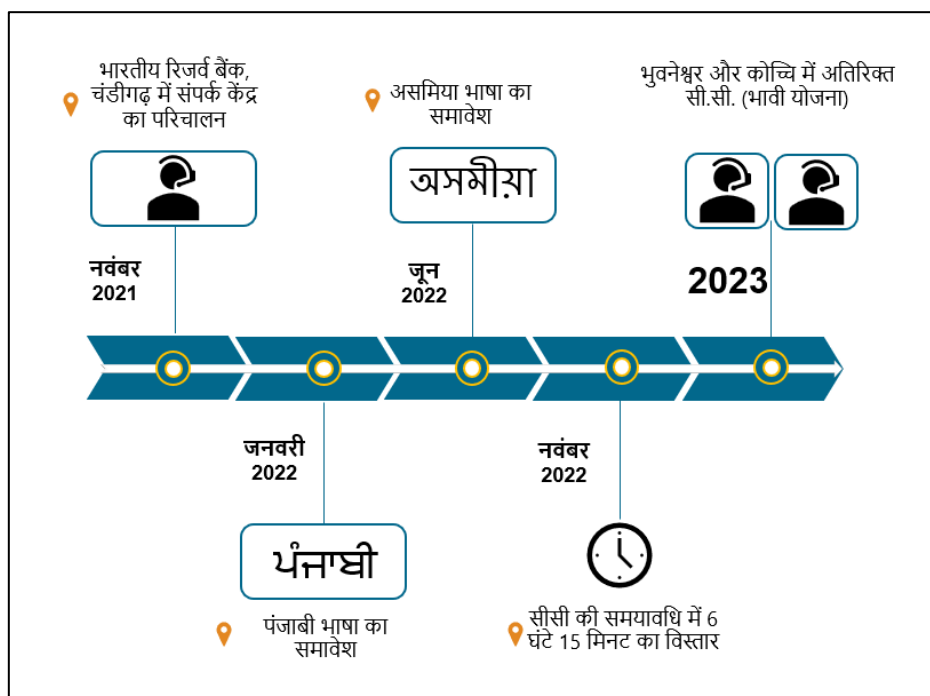 भारतीय रिजर्व बैंक,
चंडीगढ़ में संपर्क केंद्र
का परिचालन
नवंबर
2021
जनवरी
2022
ਪੰਜਾਬੀ
पंजाबी भाषा का
समावेश
असमिया भाषा का
समावेश
অসমীয়া
जून
2022
नवंबर
2022
सीसी की समयावधि में 6
घंटे 15 मिनट का विस्तार
भुवनेश्वर और कोच्चि में अतिरिक्त
सी.सी. (भावी योजना)
2023